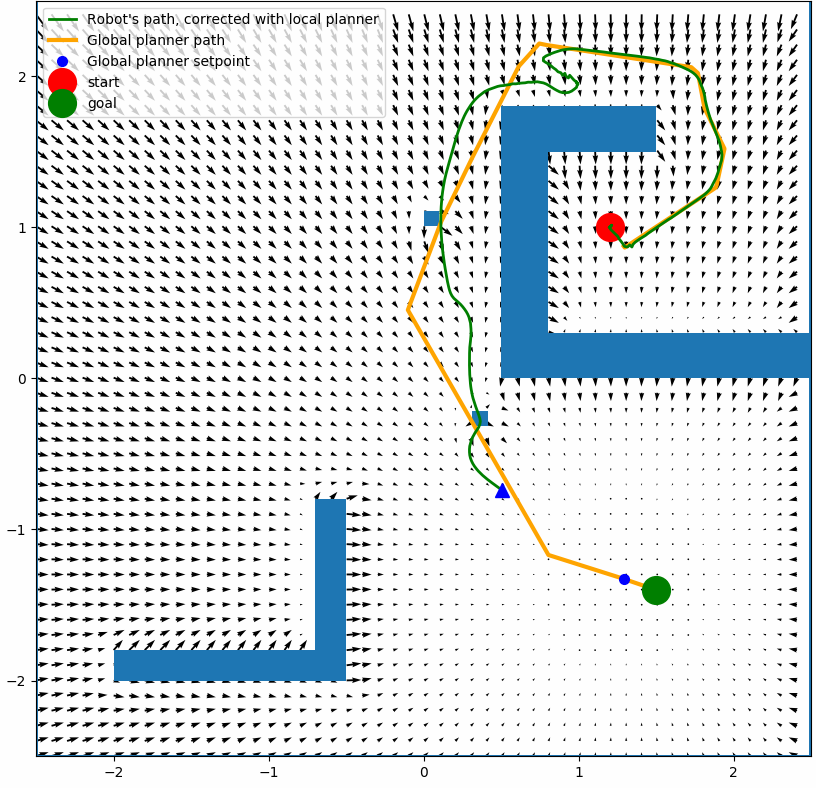 Robot's path, corrected with local planner
Global planner path
Global planner setpoint
start
goal
2
1
0
−1
−2
−2
−1
0
1
2